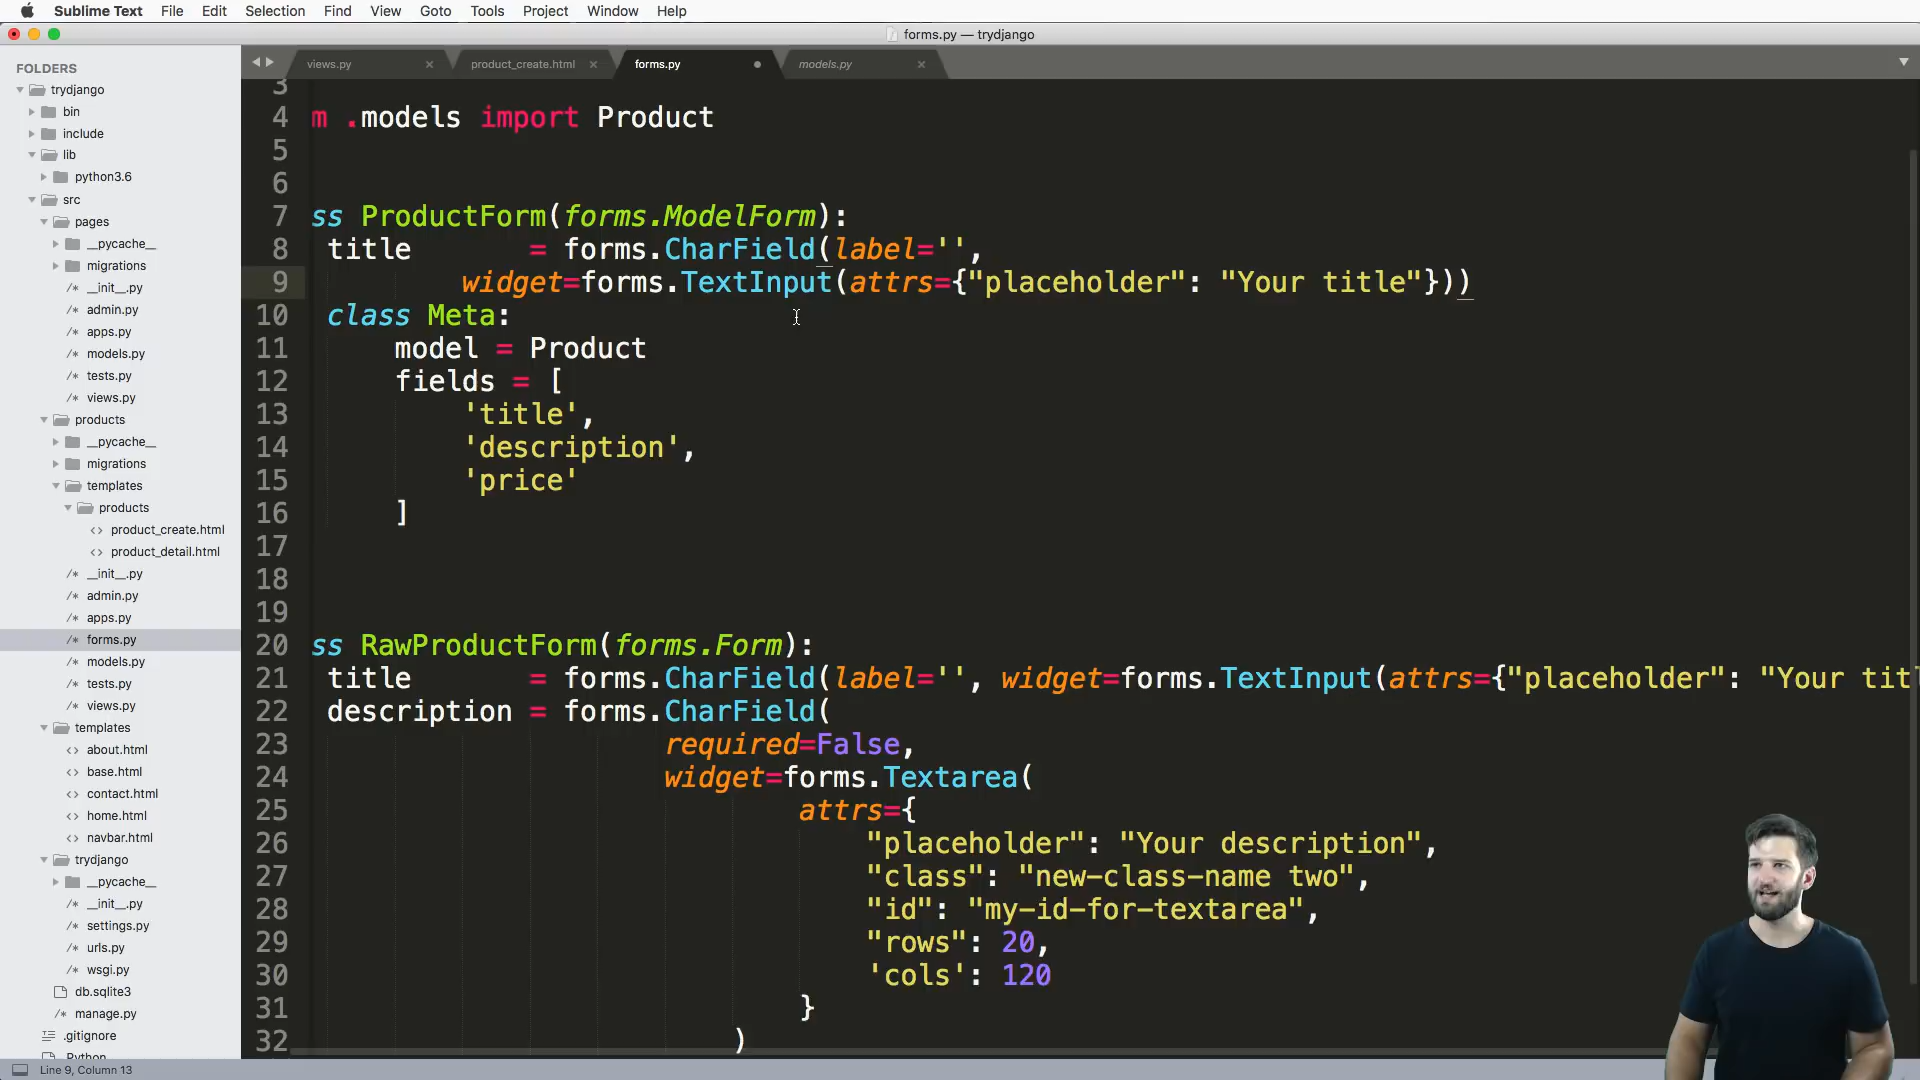 Sublime Text File Edit Selection Find View Goto Tools Project Window Help
forms.py — trydjango
FOLDERS
trydjango
bin
include
lib
python3.6
src
pages
__pycache__
migrations
__init__.py
admin.py
apps.py
models.py
tests.py
views.py
products
__pycache__
migrations
templates
products
product_create.html
product_detail.html
__init__.py
admin.py
apps.py
forms.py
models.py
tests.py
views.py
templates
about.html
base.html
contact.html
home.html
navbar.html
trydjango
__pycache__
__init__.py
settings.py
urls.py
wsgi.py
db.sqlite3
manage.py
.gitignore
.Python
views.py product_create.html forms.py models.py
3
4 m .models import Product
5
6
7 ss ProductForm(forms.ModelForm):
8 title = forms.CharField(label='',
9 widget=forms.TextInput(attrs={"placeholder": "Your title"}))
10 class Meta:
11 model = Product
12 fields = [
13 'title',
14 'description',
15 'price'
16 ]
17
18
19
20 ss RawProductForm(forms.Form):
21 title = forms.CharField(label='', widget=forms.TextInput(attrs={"placeholder": "Your tit
22 description = forms.CharField(
23 required=False,
24 widget=forms.Textarea(
25 attrs={
26 "placeholder": "Your description",
27 "class": "new-class-name two",
28 "id": "my-id-for-textarea",
29 "rows": 20,
30 'cols': 120
31 }
32 )
Line 9, Column 13